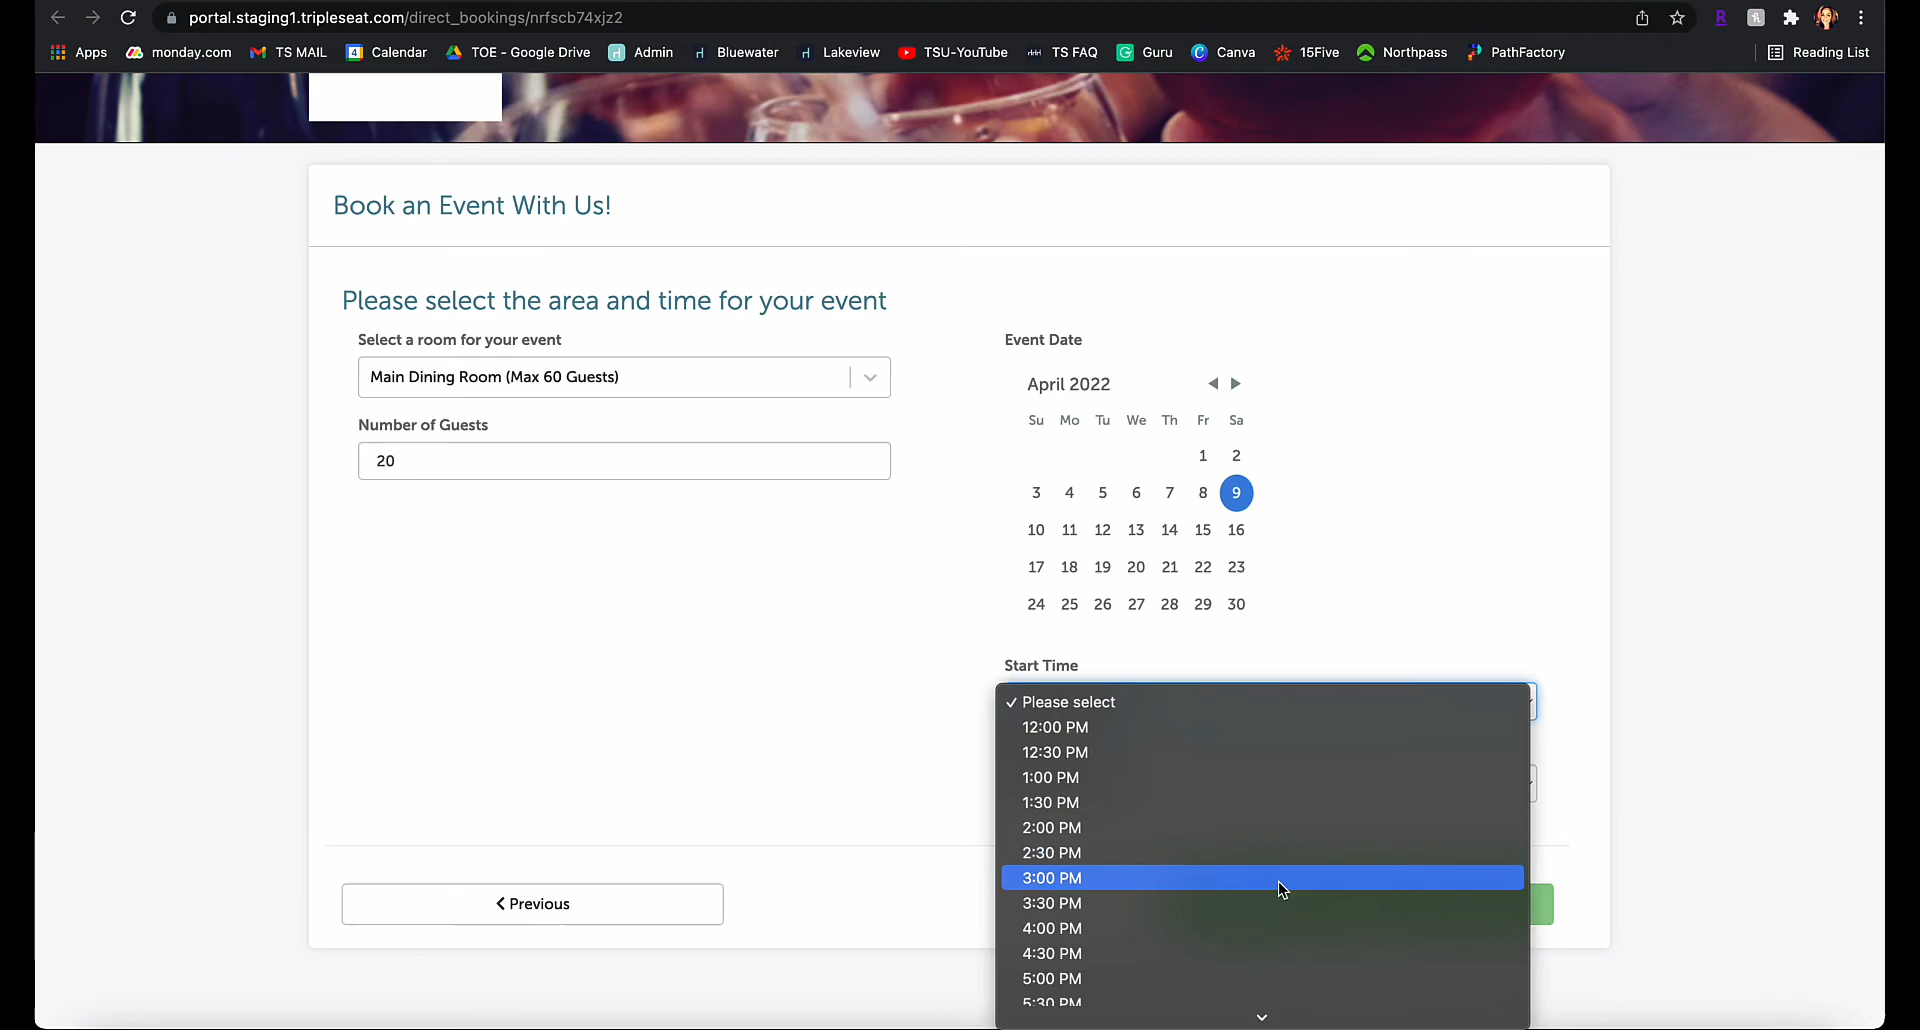 portal.staging1.tripleseat.com/direct_bookings/nrfscb74xjz2
Apps monday.com TS MAIL 4 Calendar TOE - Google Drive Admin Bluewater Lakeview TSU-YouTube TS FAQ Guru Canva 15Five Northpass PathFactory Reading List
Book an Event With Us!
Please select the area and time for your event
Select a room for your event
Main Dining Room (Max 60 Guests)
Number of Guests
20
Event Date
April 2022
Su Mo Tu We Th Fr Sa
1 2
3 4 5 6 7 8 9
10 11 12 13 14 15 16
17 18 19 20 21 22 23
24 25 26 27 28 29 30
Start Time
✓ Please select
12:00 PM
12:30 PM
1:00 PM
1:30 PM
2:00 PM
2:30 PM
3:00 PM
3:30 PM
4:00 PM
4:30 PM
5:00 PM
5:30 PM
Previous